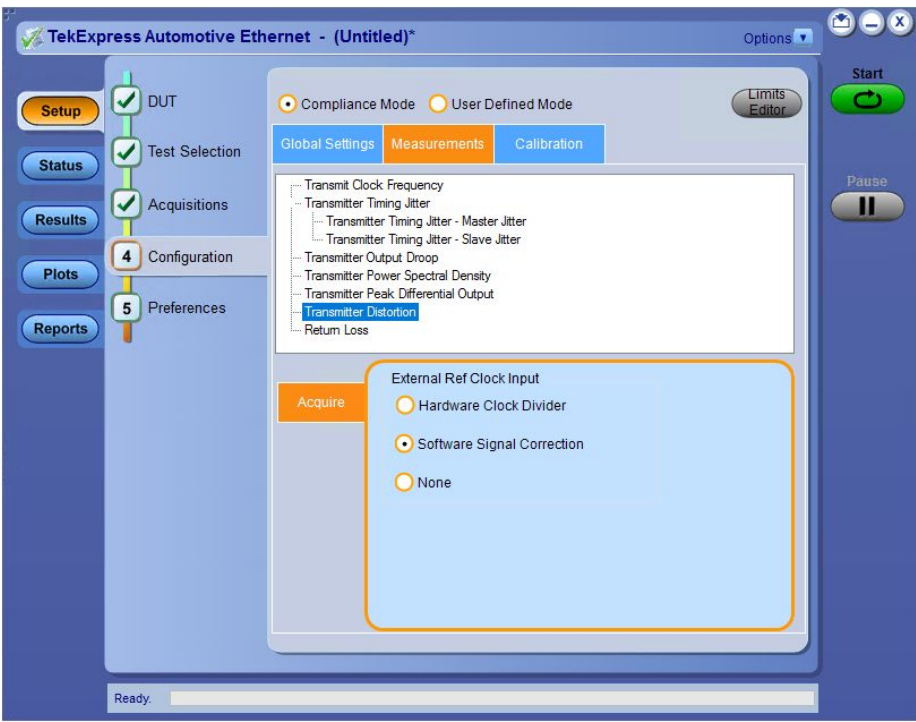 TekExpress Automotive Ethernet - (Untitled)*
Options
X
Start
Pause
Setup
Status
Results
Plots
Reports
DUT
Test Selection
Acquisitions
4 Configuration
5 Preferences
Compliance Mode User Defined Mode
Limits
Editor
Global Settings Measurements Calibration
Transmit Clock Frequency
Transmitter Timing Jitter
Transmitter Timing Jitter - Master Jitter
Transmitter Timing Jitter - Slave Jitter
Transmitter Output Droop
Transmitter Power Spectral Density
Transmitter Peak Differential Output
Transmitter Distortion
Return Loss
Acquire
External Ref Clock Input
Hardware Clock Divider
Software Signal Correction
None
Ready.